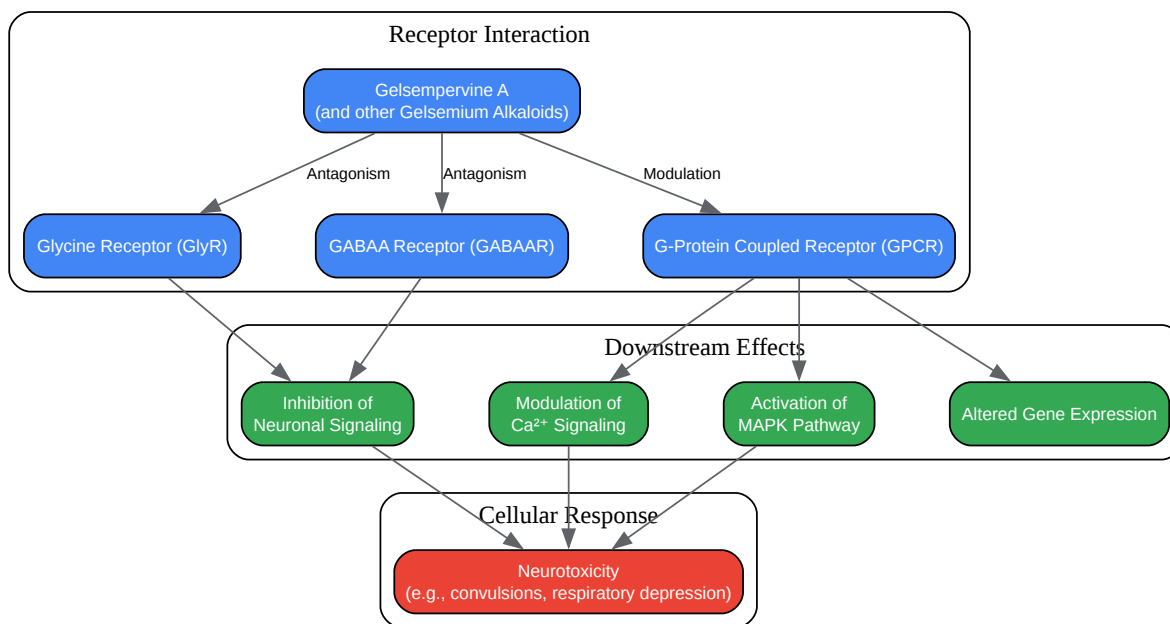 Receptor Interaction
Gelsempervine A
(and other Gelsemium Alkaloids)
Antagonism
Antagonism
Modulation
Glycine Receptor (GlyR)
GABAA Receptor (GABAAR)
G-Protein Coupled Receptor (GPCR)
Downstream Effects
Inhibition of
Neuronal Signaling
Modulation of
Ca²⁺ Signaling
Activation of
MAPK Pathway
Altered Gene Expression
Cellular Response
Neurotoxicity
(e.g., convulsions, respiratory depression)